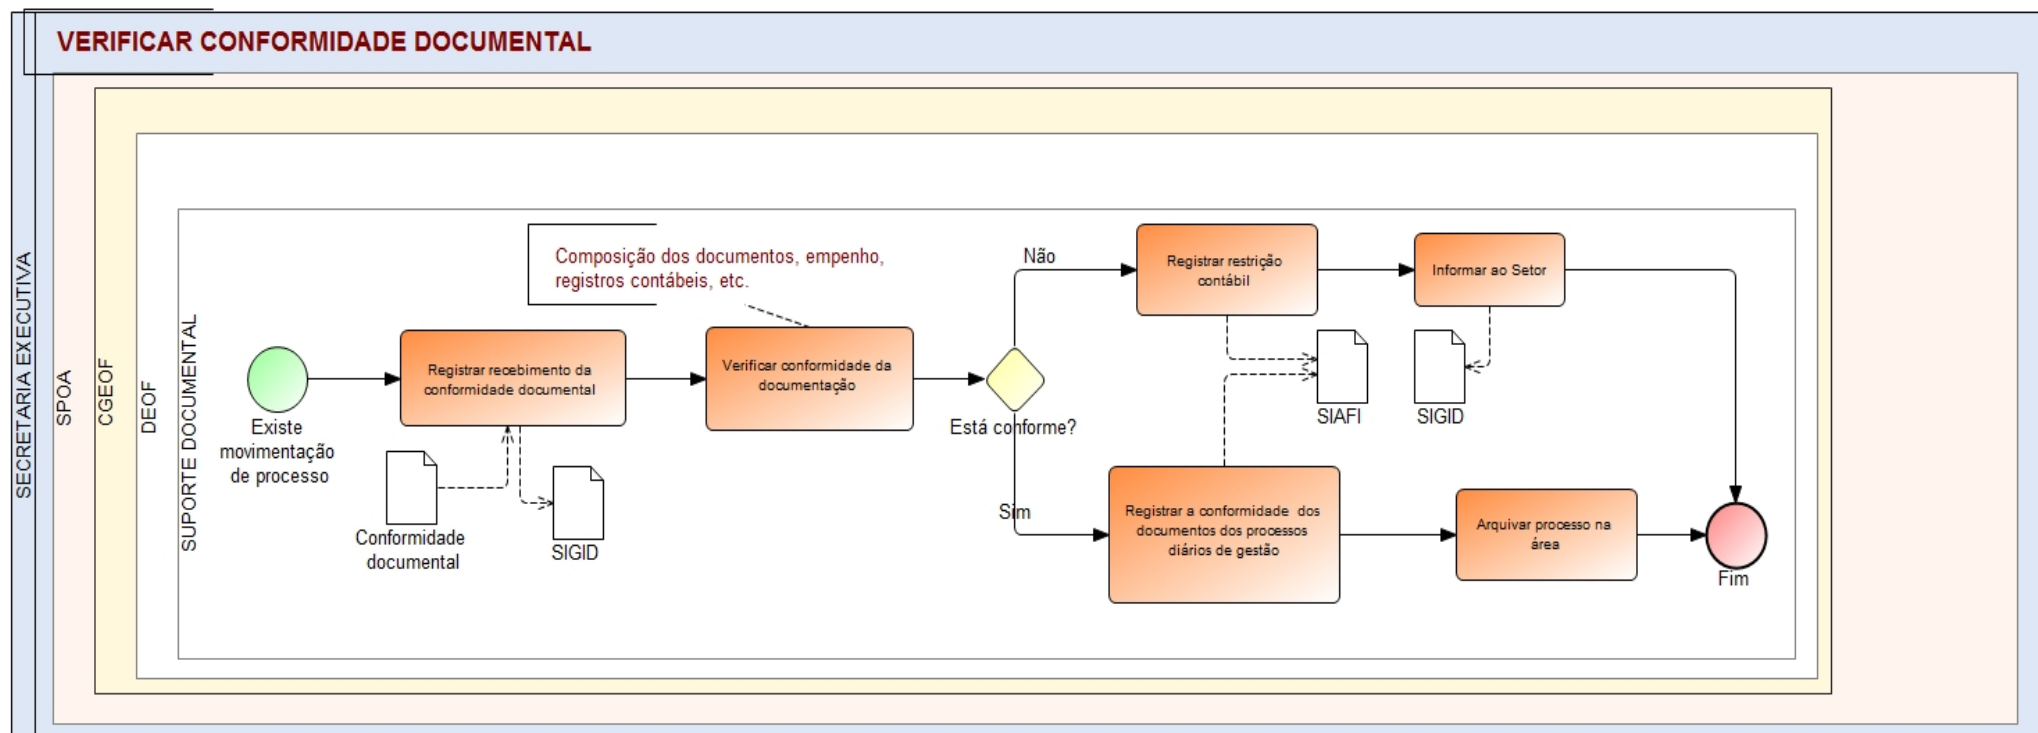 VERIFICAR CONFORMIDADE DOCUMENTAL
SECRETARIA EXECUTIVA
SPOA
CGEOF
DEOF
SUPORTE DOCUMENTAL
Existe
movimentação
de processo
Registrar recebimento da
conformidade documental
Conformidade
documental
SIGID
Composição dos documentos, empenho,
registros contábeis, etc.
Verificar conformidade da
documentação
Está conforme?
Não
Registrar restrição
contábil
Informar ao Setor
SIAFI
SIGID
Sim
Registrar a conformidade dos
documentos dos processos
diários de gestão
Arquivar processo na
área
Fim